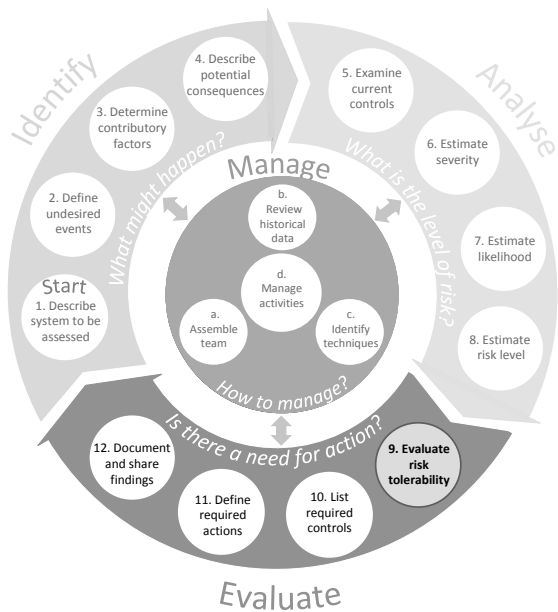 Identify
What might happen?
Start
1. Describe
system to be
assessed
2. Define
undesired
events
3. Determine
contributory
factors
4. Describe
potential
consequences
Analyse
What is the level of risk?
5. Examine
current
controls
6. Estimate
severity
7. Estimate
likelihood
8. Estimate
risk level
Evaluate
Is there a need for action?
9. Evaluate
risk
tolerability
10. List
required
controls
11. Define
required
actions
12. Document
and share
findings
Manage
How to manage?
a.
Assemble
team
b.
Review
historical
data
c.
Identify
techniques
d.
Manage
activities